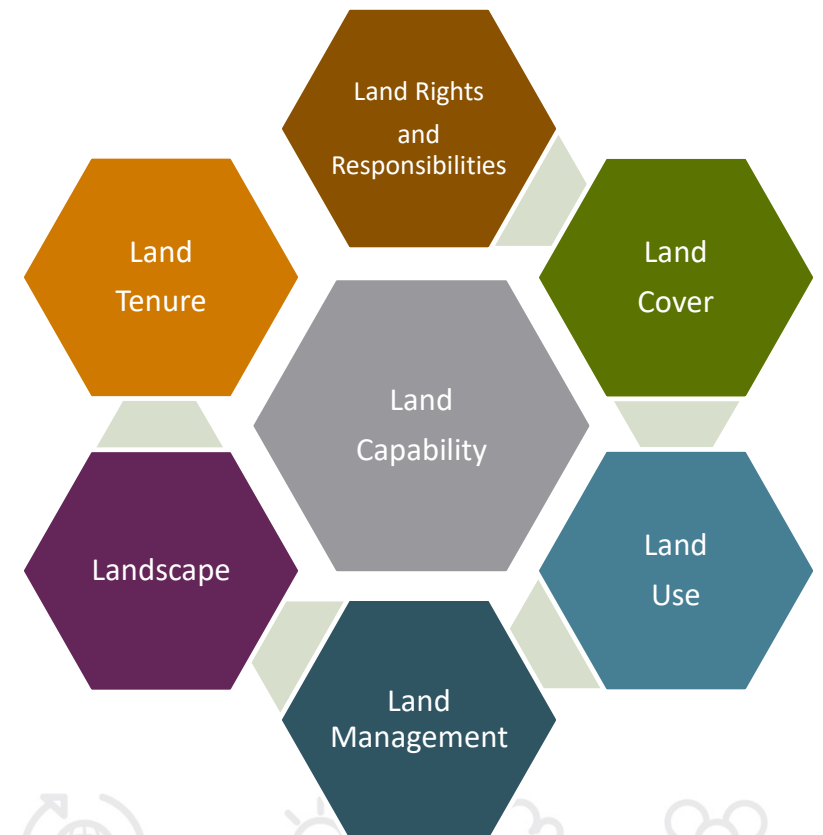 Land Rights
and
Responsibilities
Land
Tenure
Land
Cover
Land
Capability
Landscape
Land
Use
Land
Management